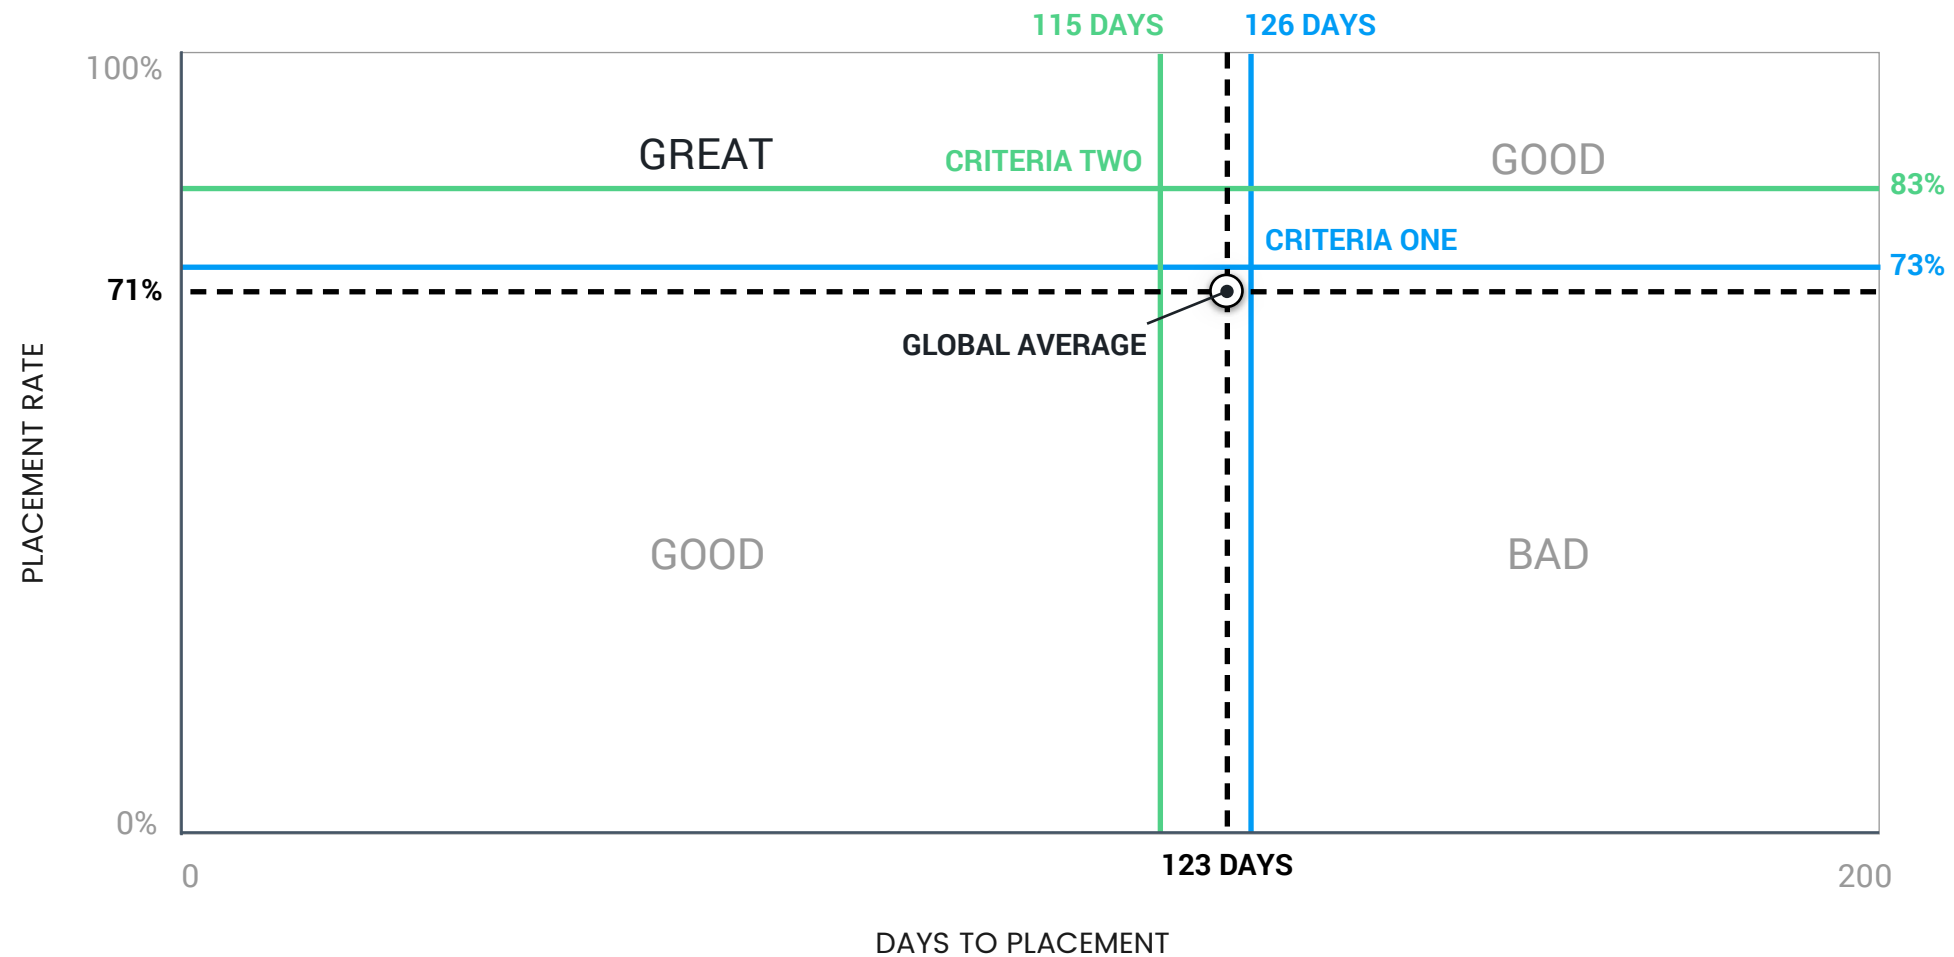 115 DAYS
126 DAYS
100%
GREAT
CRITERIA TWO
GOOD
83%
CRITERIA ONE
73%
71%
GLOBAL AVERAGE
PLACEMENT RATE
GOOD
BAD
0%
123 DAYS
0
200
DAYS TO PLACEMENT